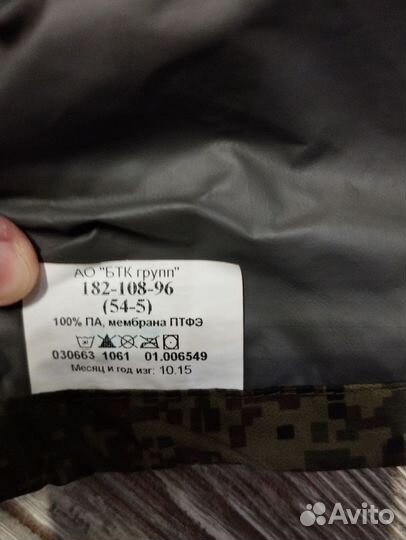 АО "БТК групп"
182-108-96
(54-5)
100% ПА, мембрана ПТФЭ
030663 1061 01.006549
Месяц и год изг: 10.15
Avito